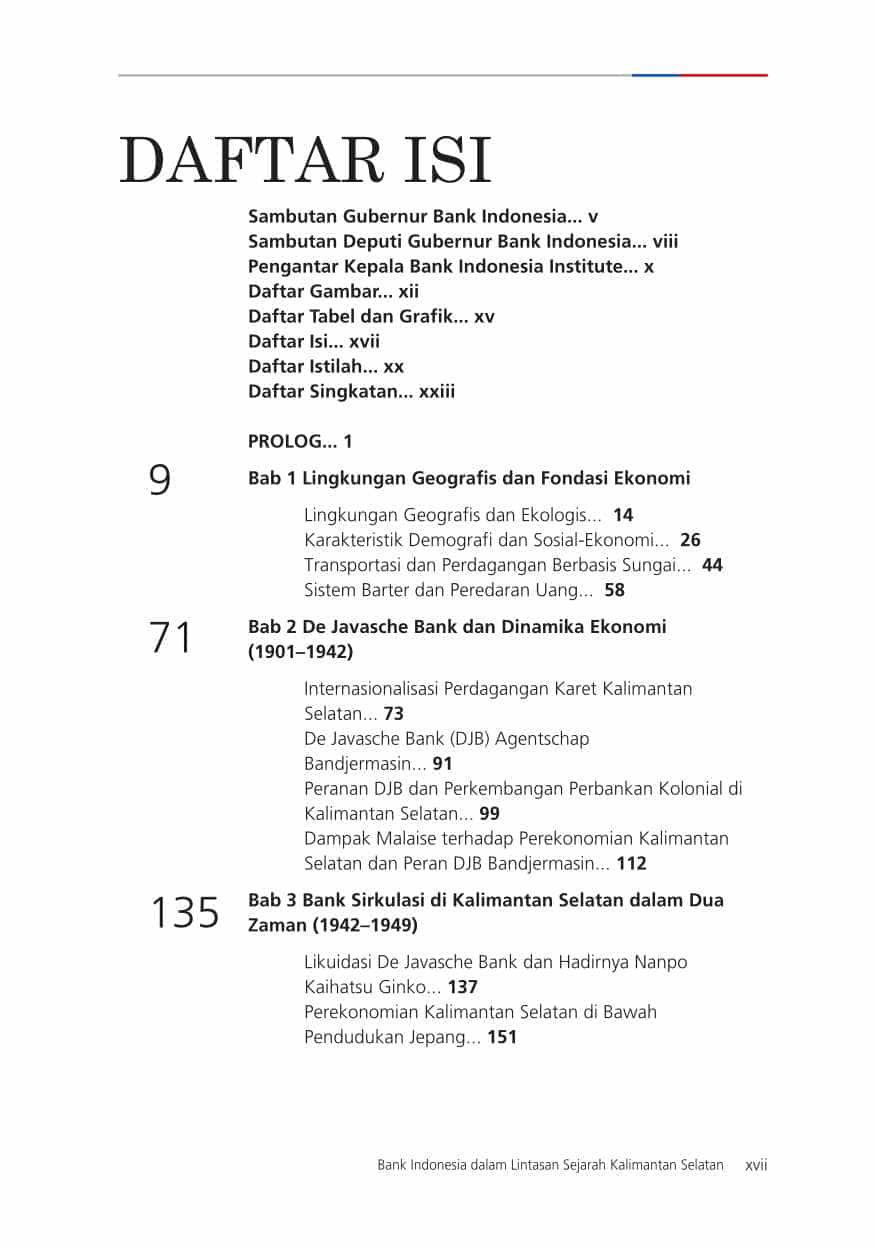 DAFTAR ISI
Sambutan Gubernur Bank Indonesia... v
Sambutan Deputi Gubernur Bank Indonesia... viii
Pengantar Kepala Bank Indonesia Institute... x
Daftar Gambar... xii
Daftar Tabel dan Grafik... xv
Daftar Isi... xvii
Daftar Istilah... xx
Daftar Singkatan... xxiii
PROLOG... 1
9 Bab 1 Lingkungan Geografis dan Fondasi Ekonomi
Lingkungan Geografis dan Ekologis... 14
Karakteristik Demografi dan Sosial-Ekonomi... 26
Transportasi dan Perdagangan Berbasis Sungai... 44
Sistem Barter dan Peredaran Uang... 58
71 Bab 2 De Javasche Bank dan Dinamika Ekonomi
(1901–1942)
Internasionalisasi Perdagangan Karet Kalimantan
Selatan... 73
De Javasche Bank (DJB) Agentschap
Bandjermasin... 91
Peranan DJB dan Perkembangan Perbankan Kolonial di
Kalimantan Selatan... 99
Dampak Malaise terhadap Perekonomian Kalimantan
Selatan dan Peran DJB Bandjermasin... 112
135 Bab 3 Bank Sirkulasi di Kalimantan Selatan dalam Dua
Zaman (1942–1949)
Likuidasi De Javasche Bank dan Hadirnya Nanpo
Kaihatsu Ginko... 137
Perekonomian Kalimantan Selatan di Bawah
Pendudukan Jepang... 151
Bank Indonesia dalam Lintasan Sejarah Kalimantan Selatan xvii